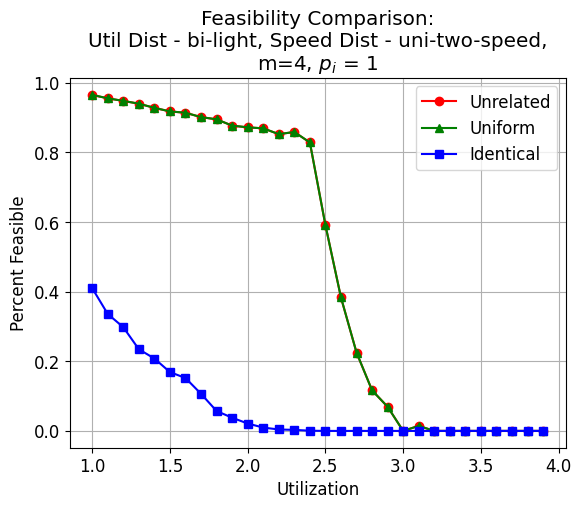 Feasibility Comparison:
Util Dist - bi-light, Speed Dist - uni-two-speed,
m=4, $p_i$ = 1
Unrelated
Uniform
Identical
Percent Feasible
1.0
0.8
0.6
0.4
0.2
0.0
1.0
1.5
2.0
2.5
3.0
3.5
4.0
Utilization